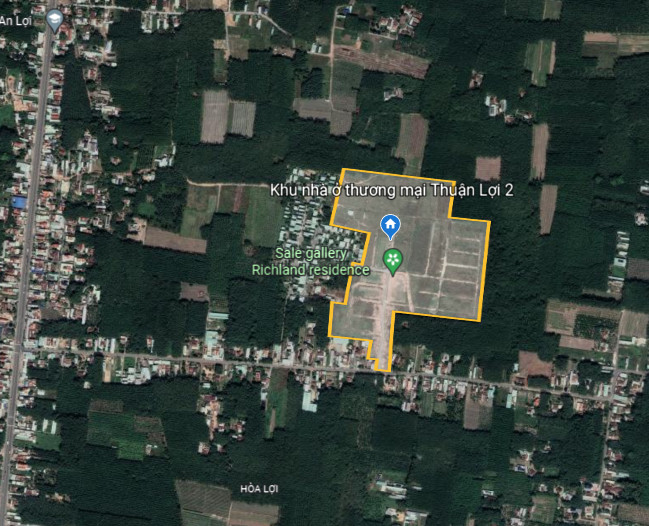 An Lợi
Khu nhà ở thương mại Thuận Lợi 2
Sale gallery
Richland residence
HÒA LỢI